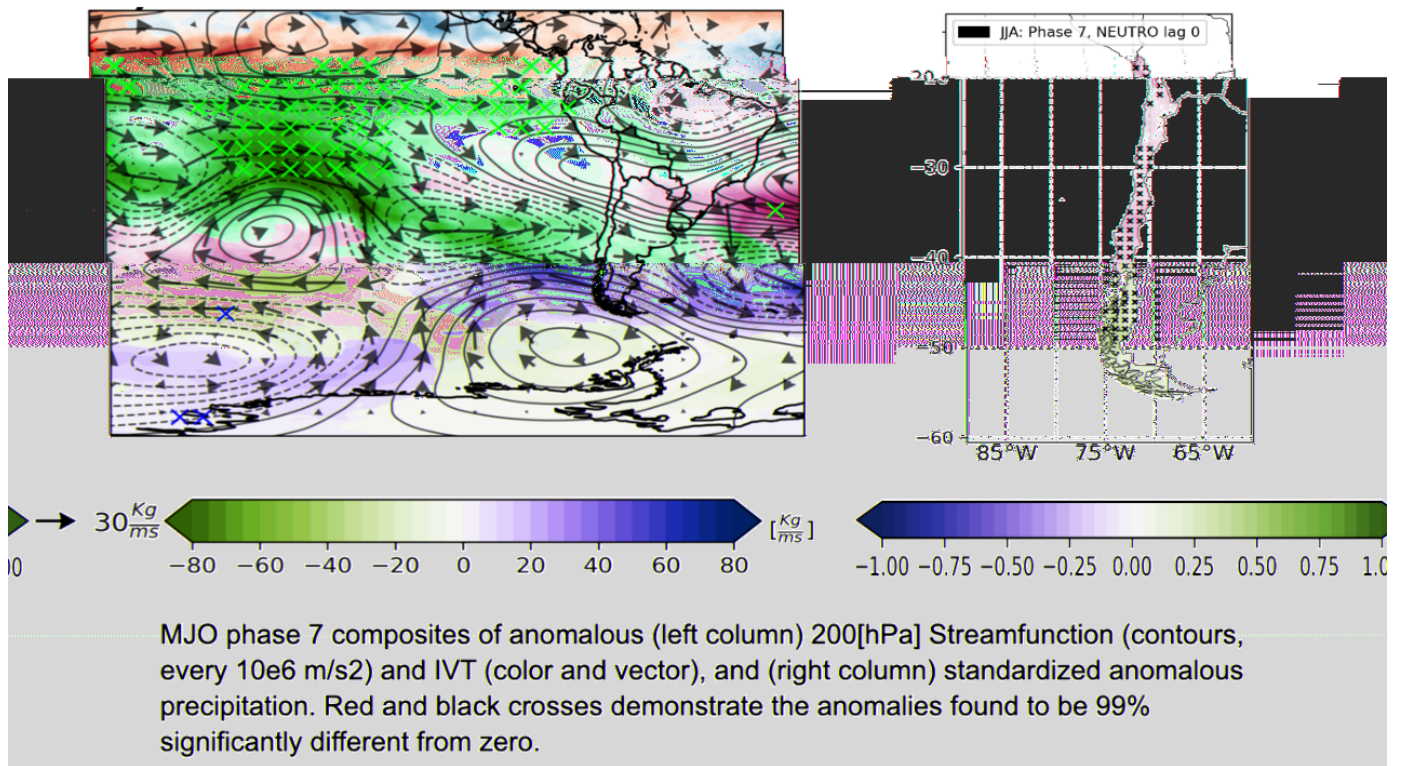 JJA: Phase 7, NEUTRO lag 0
−30
−40
−50
−60
85°W 75°W 65°W
30 Kg/ms
[Kg/ms]
−80 −60 −40 −20 0 20 40 60 80
−1.00 −0.75 −0.50 −0.25 0.00 0.25 0.50 0.75
MJO phase 7 composites of anomalous (left column) 200[hPa] Streamfunction (contours,
every 10e6 m/s2) and IVT (color and vector), and (right column) standardized anomalous
precipitation. Red and black crosses demonstrate the anomalies found to be 99%
significantly different from zero.